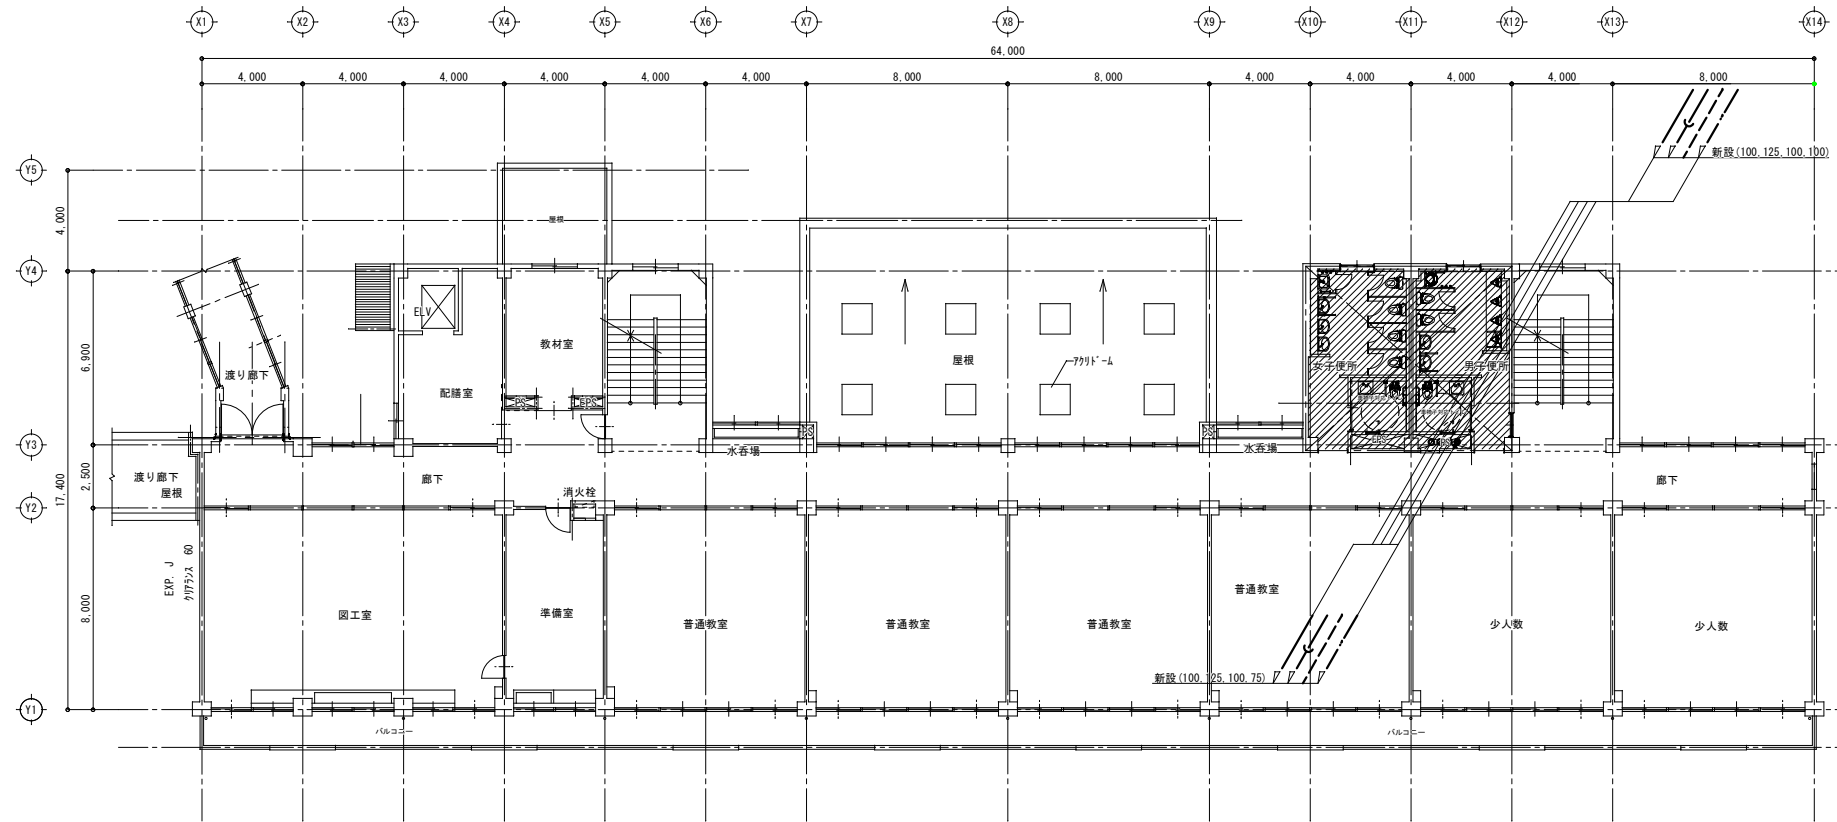 X1 X2 X3 X4 X5 X6 X7 X8 X9 X10 X11 X12 X13 X14
64,000
4,000 4,000 4,000 4,000 4,000 4,000 8,000 8,000 4,000 4,000 4,000 4,000 8,000
新設(100.125.100.100)
Y5
4,000
屋根
Y4
ELV
6,900
教材室
屋根
アクリドーム
女子便所
男子便所
渡り廊下
配膳室
PS
EPS
PS
PS
EPS
Y3
水呑場
水呑場
渡り廊下
屋根
2,500
17,400
廊下
消火栓
廊下
Y2
EXP. J
クリアランス 60
8,000
図工室
準備室
普通教室
普通教室
普通教室
普通教室
少人数
少人数
新設(100.125.100.75)
Y1
バルコニー
バルコニー